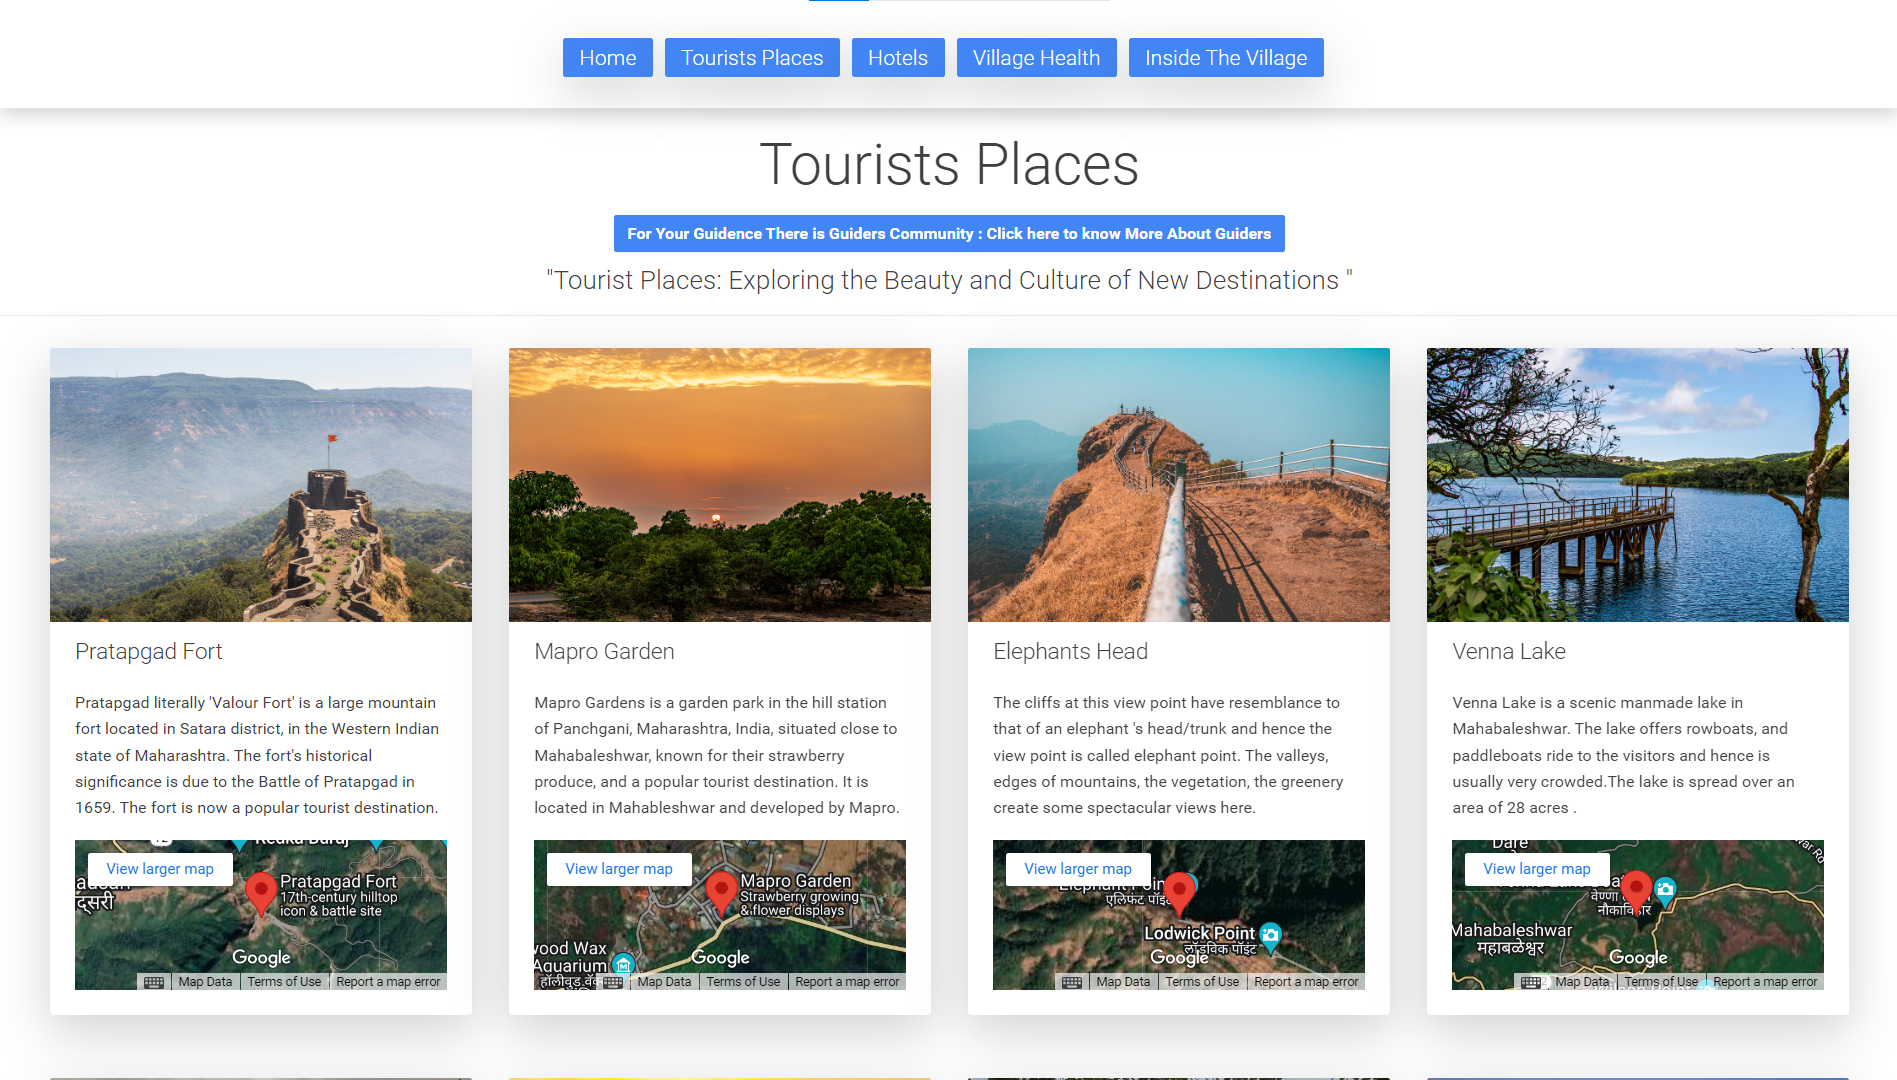 Home
Tourists Places
Hotels
Village Health
Inside The Village
Tourists Places
For Your Guidence There is Guiders Community : Click here to know More About Guiders
"Tourist Places: Exploring the Beauty and Culture of New Destinations "
Pratapgad Fort
Pratapgad literally 'Valour Fort' is a large mountain
fort located in Satara district, in the Western Indian
state of Maharashtra. The fort's historical
significance is due to the Battle of Pratapgad in
1659. The fort is now a popular tourist destination.
View larger map
Pratapgad Fort
17th-century hilltop
icon & battle site
Google
Map Data
Terms of Use
Report a map error
Mapro Garden
Mapro Gardens is a garden park in the hill station
of Panchgani, Maharashtra, India, situated close to
Mahabaleshwar, known for their strawberry
produce, and a popular tourist destination. It is
located in Mahableshwar and developed by Mapro.
View larger map
Mapro Garden
Strawberry growing
& flower displays
wood Wax
Aquarium
Google
Map Data
Terms of Use
Report a map error
Elephants Head
The cliffs at this view point have resemblance to
that of an elephant 's head/trunk and hence the
view point is called elephant point. The valleys,
edges of mountains, the vegetation, the greenery
create some spectacular views here.
View larger map
Lodwick Point
लॉडविक पॉइंट
Google
Map Data
Terms of Use
Report a map error
Venna Lake
Venna Lake is a scenic manmade lake in
Mahabaleshwar. The lake offers rowboats, and
paddleboats ride to the visitors and hence is
usually very crowded.The lake is spread over an
area of 28 acres .
View larger map
Dare
वेण्णा
नौकाविहार
Mahabaleshwar
महाबळेश्वर
Google
Map Data
Terms of Use
Report a map error